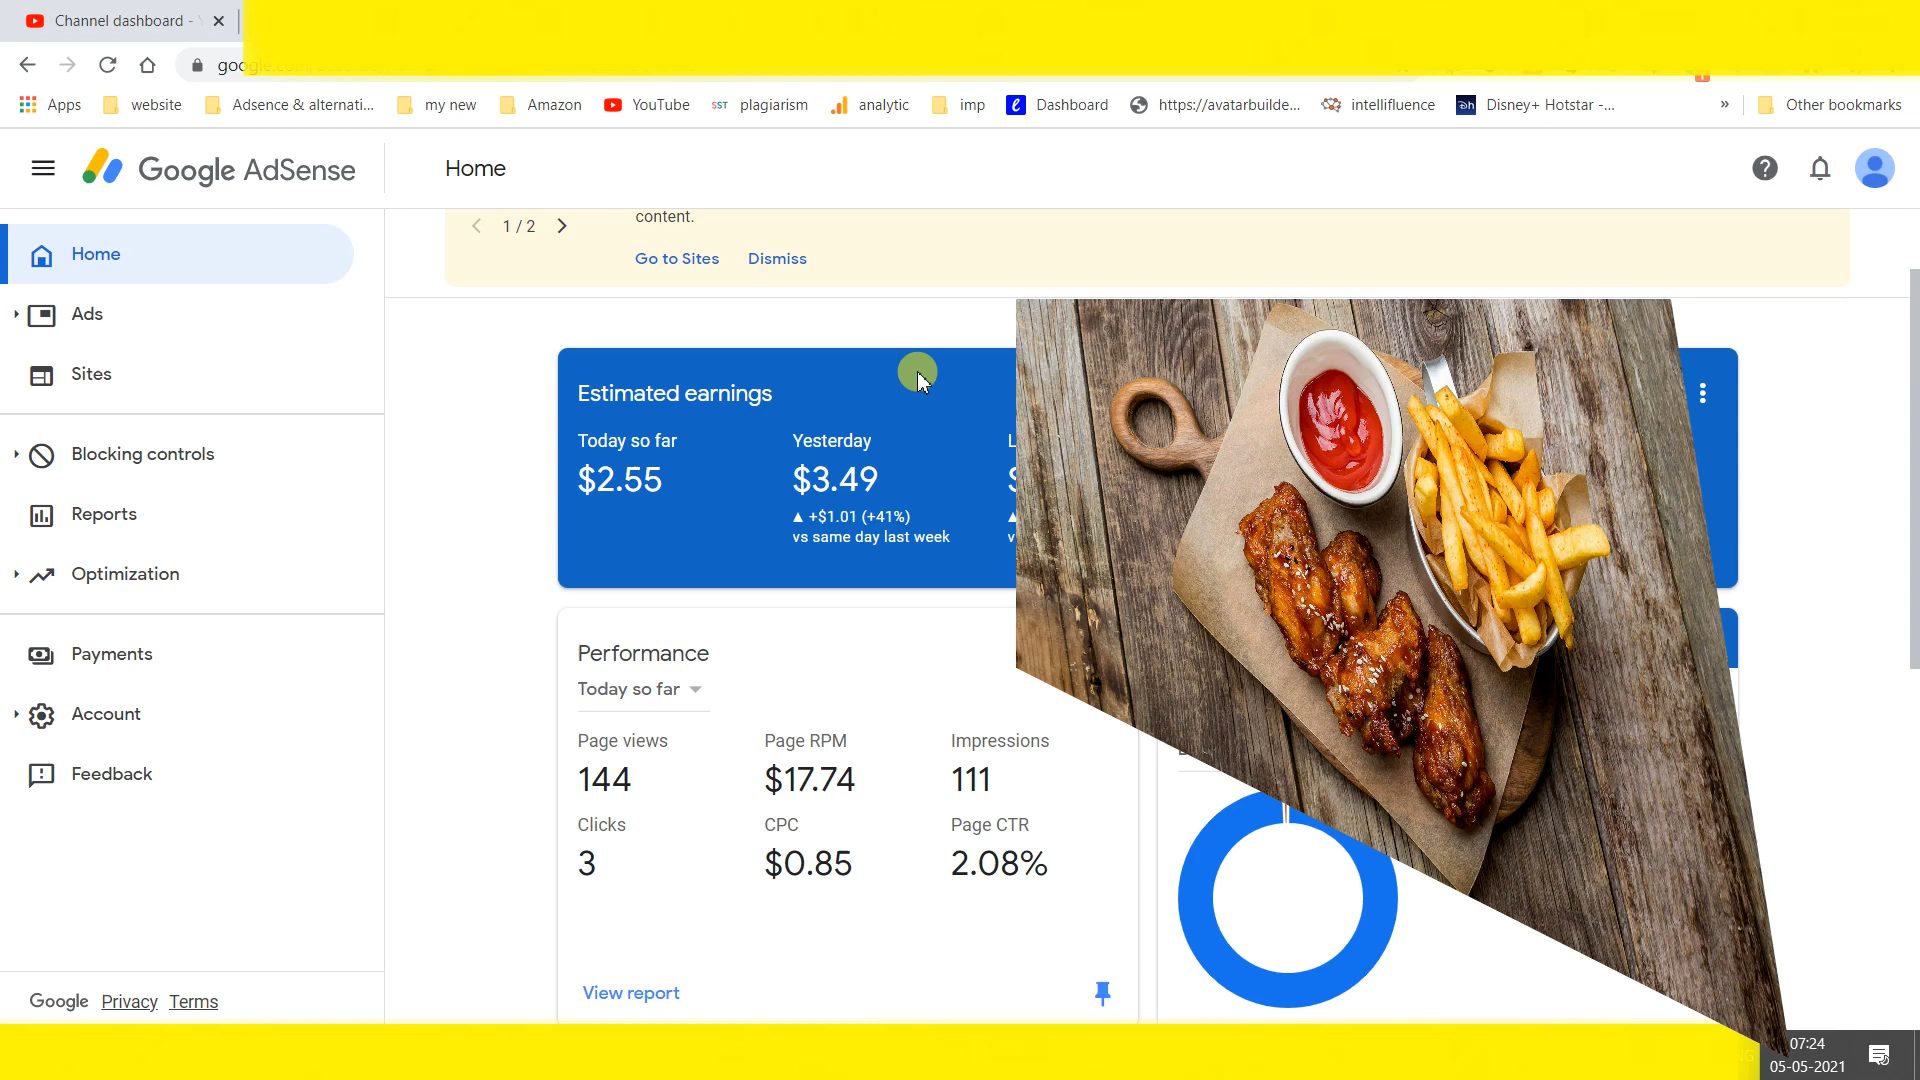 Channel dashboard -
google.com
Apps website Adsence & alternati... my new Amazon YouTube SST plagiarism analytic imp Dashboard https://avatarbuilde... intellifluence Disney+ Hotstar -... » Other bookmarks
Google AdSense Home
1 / 2
content.
Go to Sites Dismiss
Home
Ads
Sites
Blocking controls
Reports
Optimization
Payments
Account
Feedback
Google Privacy Terms
Estimated earnings
Today so far Yesterday L
$2.55 $3.49 $
+$1.01 (+41%)
vs same day last week v
Performance
Today so far
Page views Page RPM Impressions
144 $17.74 111
Clicks CPC Page CTR
3 $0.85 2.08%
View report
07:24
05-05-2021